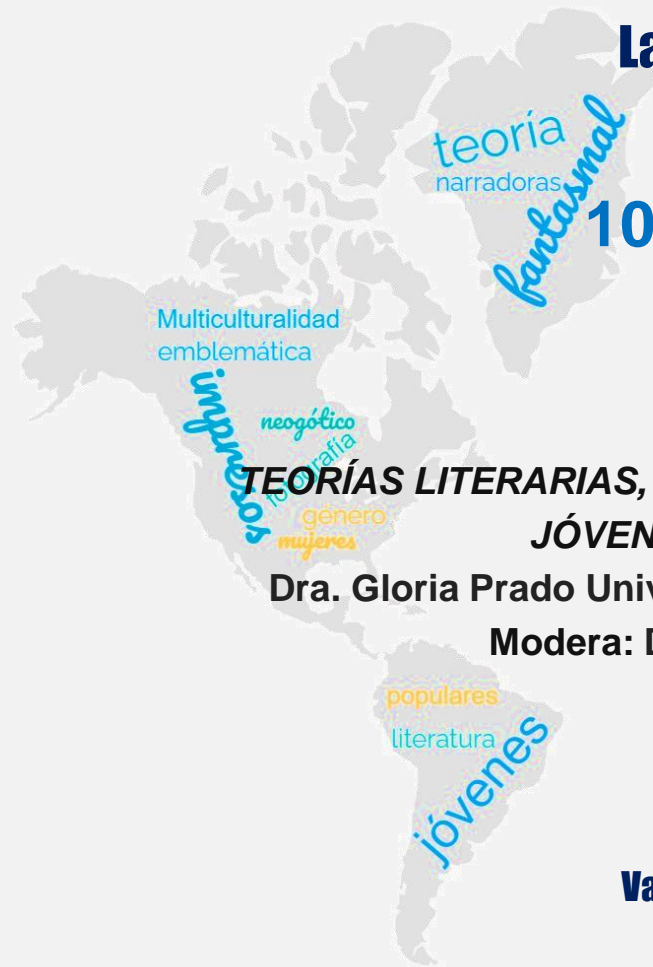 La
teoría
narradoras
fantasmal
10
Multiculturalidad
emblemática
impresos
neogótico
fotografía
TEORÍAS LITERARIAS,
género
JÓVEN
mujeres
Dra. Gloria Prado Univ
Modera: D
populares
literatura
jóvenes
Va